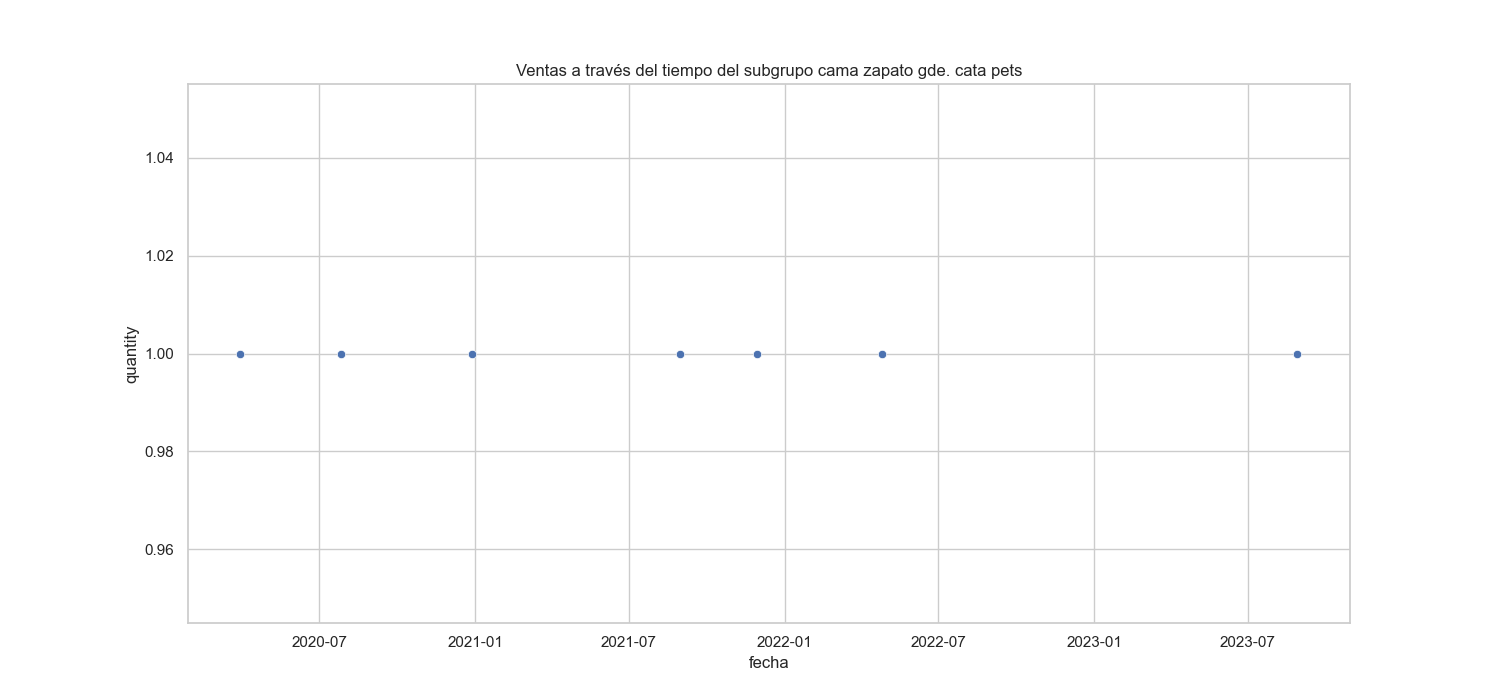 Ventas a través del tiempo del subgrupo cama zapato gde. cata pets
1.04
1.02
1.00
0.98
0.96
quantity
2020-07 2021-01 2021-07 2022-01 2022-07 2023-01 2023-07
fecha